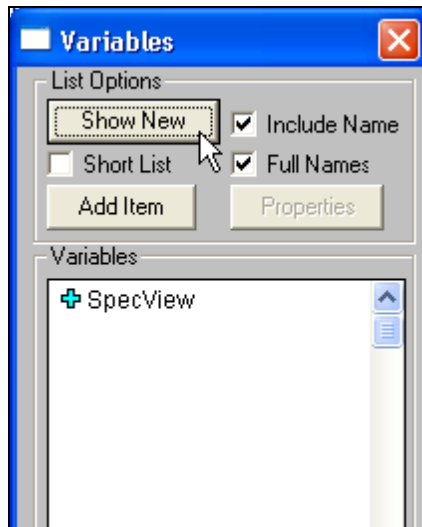 Variables
List Options
Show New
Include Name
Short List
Full Names
Add Item
Properties
Variables
SpecView